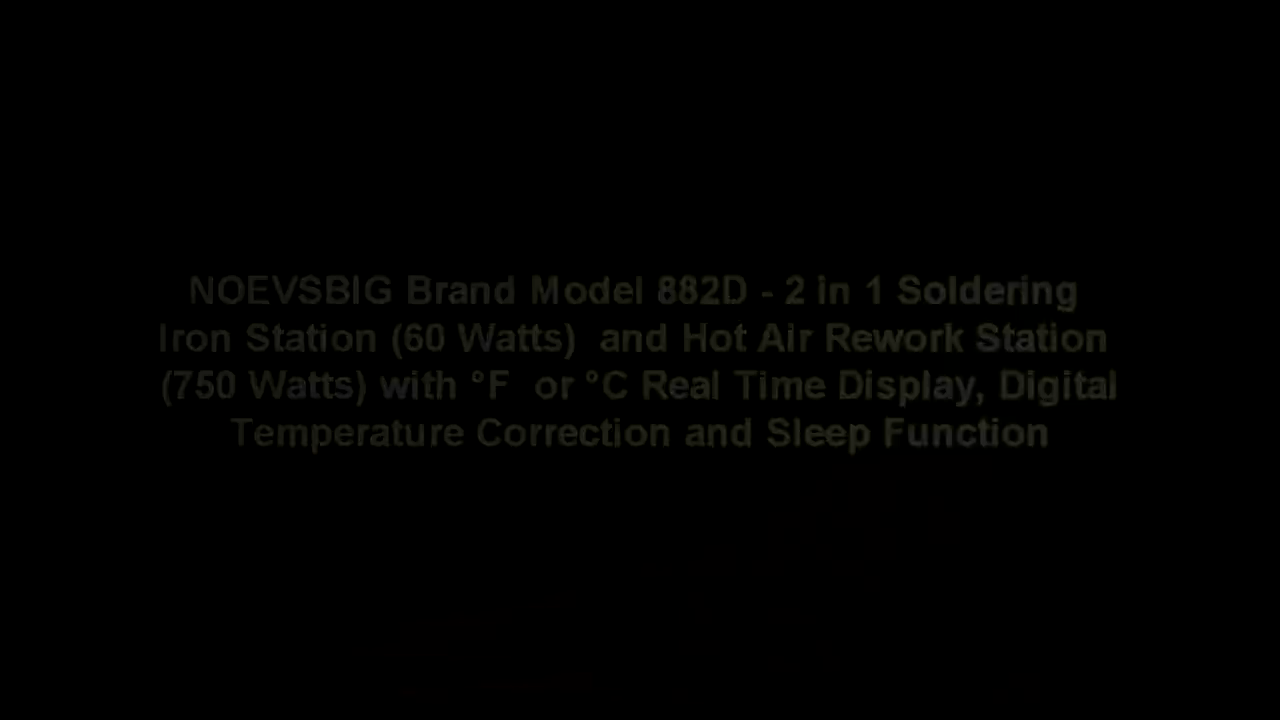 NOEVSBIG Brand Model 882D - 2 in 1 Soldering
Iron Station (60 Watts) and Hot Air Rework Station
(750 Watts) with °F or °C Real Time Display, Digital
Temperature Correction and Sleep Function